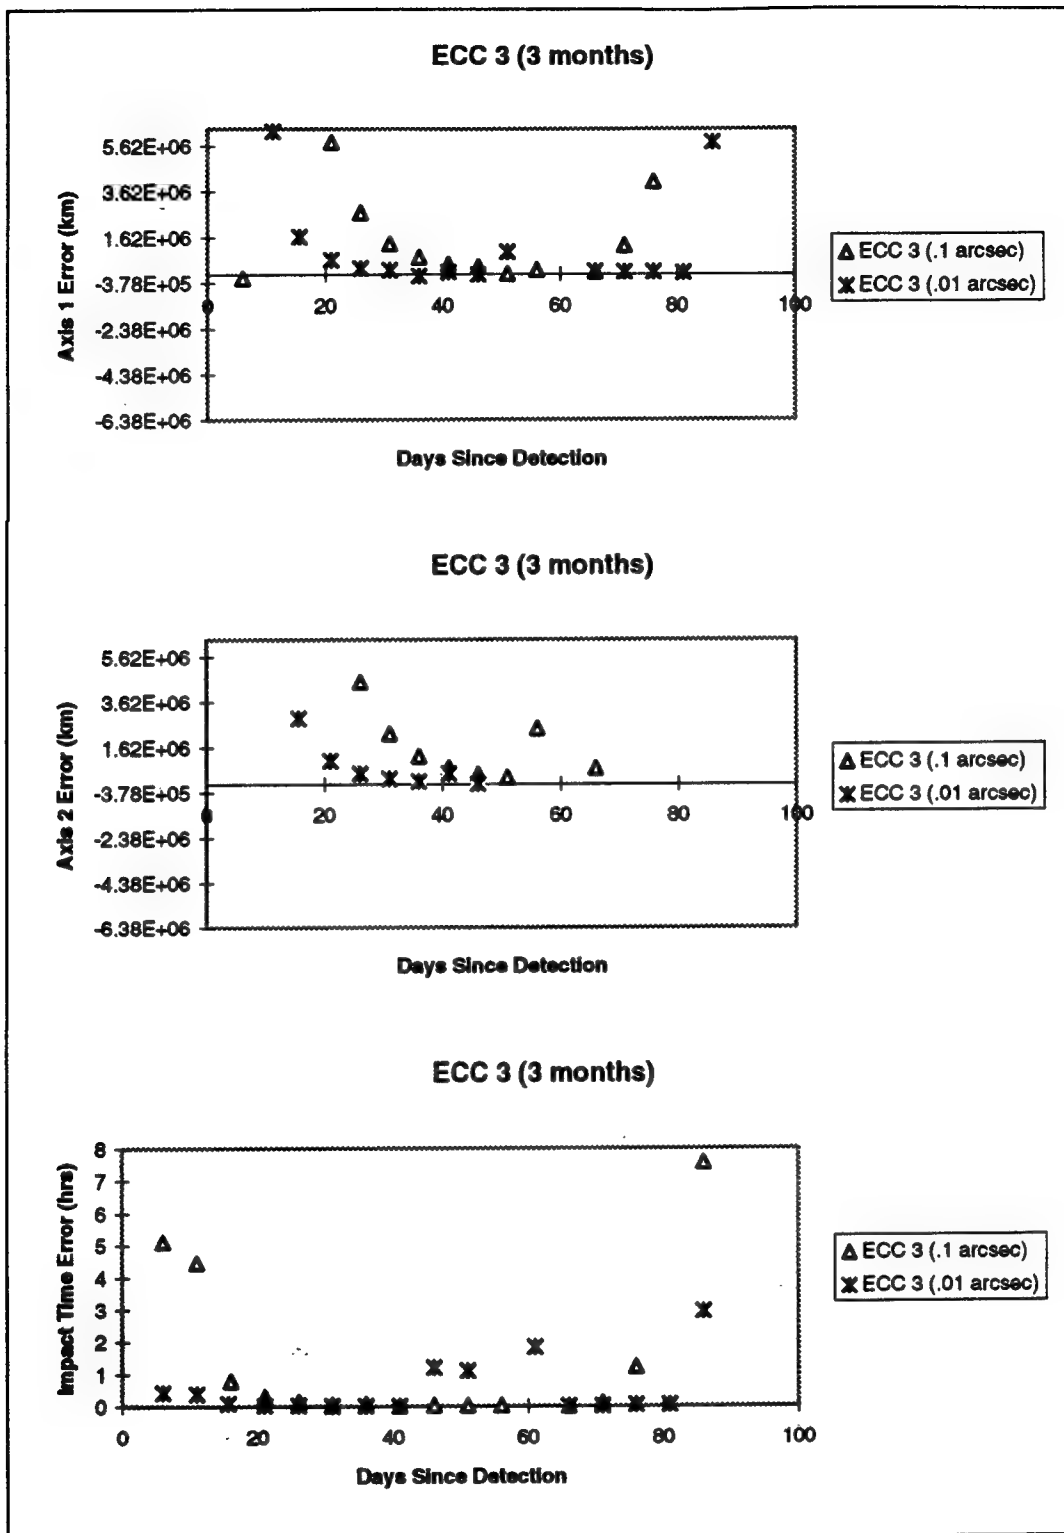 ECC 3 (3 months)
5.62E+06
3.62E+06
1.62E+06
-3.78E+05
-2.38E+06
-4.38E+06
-6.38E+06
Axis 1 Error (km)
0 20 40 60 80 100
Days Since Detection
ECC 3 (.1 arcsec)
ECC 3 (.01 arcsec)
ECC 3 (3 months)
5.62E+06
3.62E+06
1.62E+06
-3.78E+05
-2.38E+06
-4.38E+06
-6.38E+06
Axis 2 Error (km)
0 20 40 60 80 100
Days Since Detection
ECC 3 (.1 arcsec)
ECC 3 (.01 arcsec)
ECC 3 (3 months)
8
7
6
5
4
3
2
1
0
Impact Time Error (hrs)
0 20 40 60 80 100
Days Since Detection
ECC 3 (.1 arcsec)
ECC 3 (.01 arcsec)